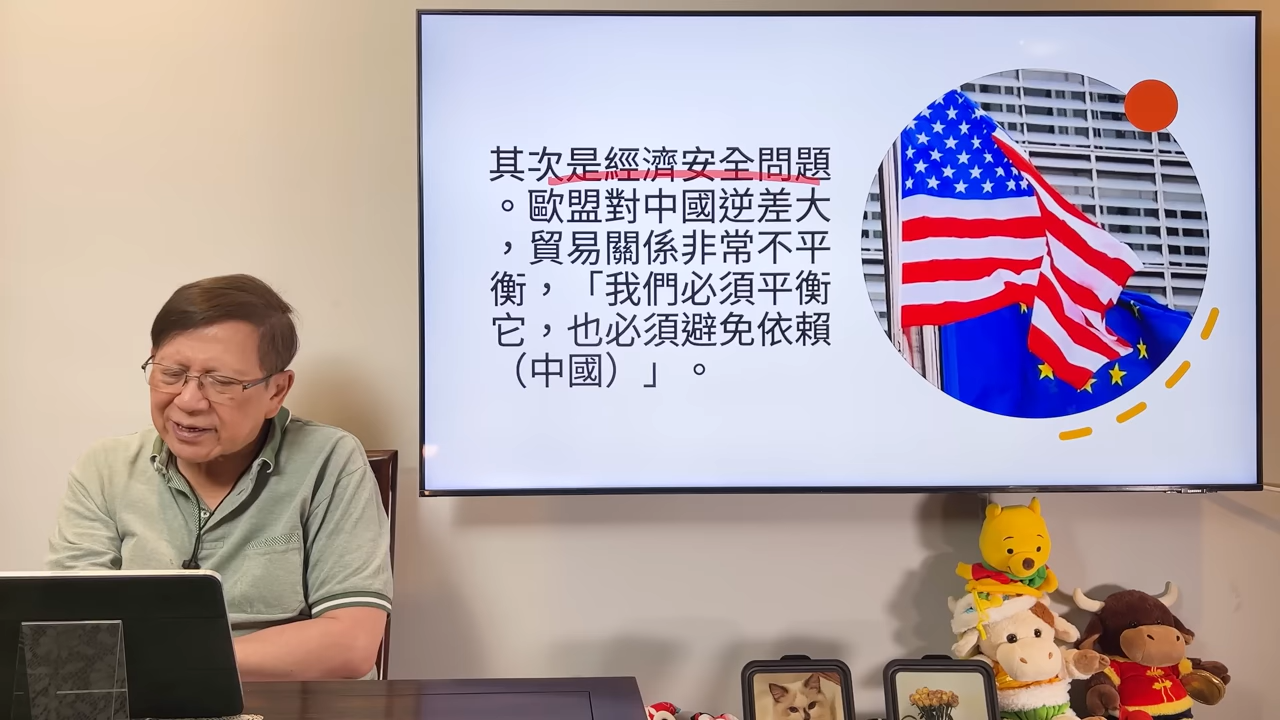 其次是經濟安全問題
。歐盟對中國逆差大
，貿易關係非常不平
衡，「我們必須平衡
它，也必須避免依賴
（中國）」。